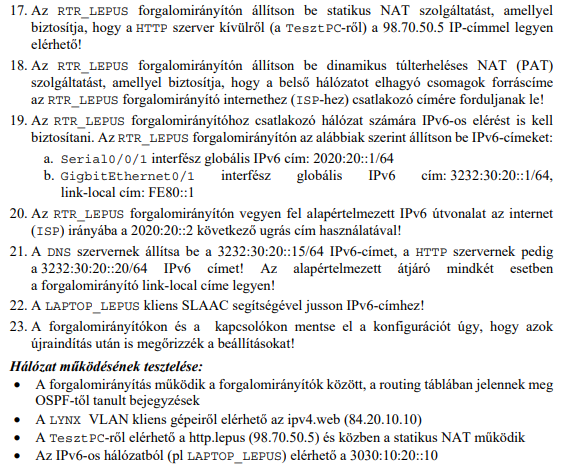 17. Az RTR_LEPUS forgalomirányítón állítson be statikus NAT szolgáltatást, amellyel
biztosítja, hogy a HTTP szerver kívülről (a TesztPC-ről) a 98.70.50.5 IP-címmel legyen
elérhető!
18. Az RTR_LEPUS forgalomirányítón állítson be dinamikus túlterheléses NAT (PAT)
szolgáltatást, amellyel biztosítja, hogy a belső hálózatot elhagyó csomagok forráscíme
az RTR_LEPUS forgalomirányító internethez (ISP-hez) csatlakozó címére forduljanak le!
19. Az RTR_LEPUS forgalomirányítóhoz csatlakozó hálózat számára IPv6-os elérést is kell
biztosítani. Az RTR_LEPUS forgalomirányítón az alábbiak szerint állítson be IPv6-címeket:
a. Serial0/0/1 interfész globális IPv6 cím: 2020:20::1/64
b. GigbitEthernet0/1 interfész globális IPv6 cím: 3232:30:20::1/64,
link-local cím: FE80::1
20. Az RTR_LEPUS forgalomirányítón vegyen fel alapértelmezett IPv6 útvonalat az internet
(ISP) irányába a 2020:20::2 következő ugrás cím használatával!
21. A DNS szervernek állítsa be a 3232:30:20::15/64 IPv6-címet, a HTTP szervernek pedig
a 3232:30:20::20/64 IPv6 címet! Az alapértelmezett átjáró mindkét esetben
a forgalomirányító link-local címe legyen!
22. A LAPTOP_LEPUS kliens SLAAC segítségével jusson IPv6-címhez!
23. A forgalomirányítókon és a kapcsolókon mentse el a konfigurációt úgy, hogy azok
újraindítás után is megőrizzék a beállításokat!
Hálózat működésének tesztelése:
• A forgalomirányítás működik a forgalomirányítók között, a routing táblában jelennek meg
OSPF-től tanult bejegyzések
• A LYNX VLAN kliens gépeiről elérhető az ipv4.web (84.20.10.10)
• A TesztPC-ről elérhető a http.lepus (98.70.50.5) és közben a statikus NAT működik
• Az IPv6-os hálózatból (pl LAPTOP_LEPUS) elérhető a 3030:10:20::10